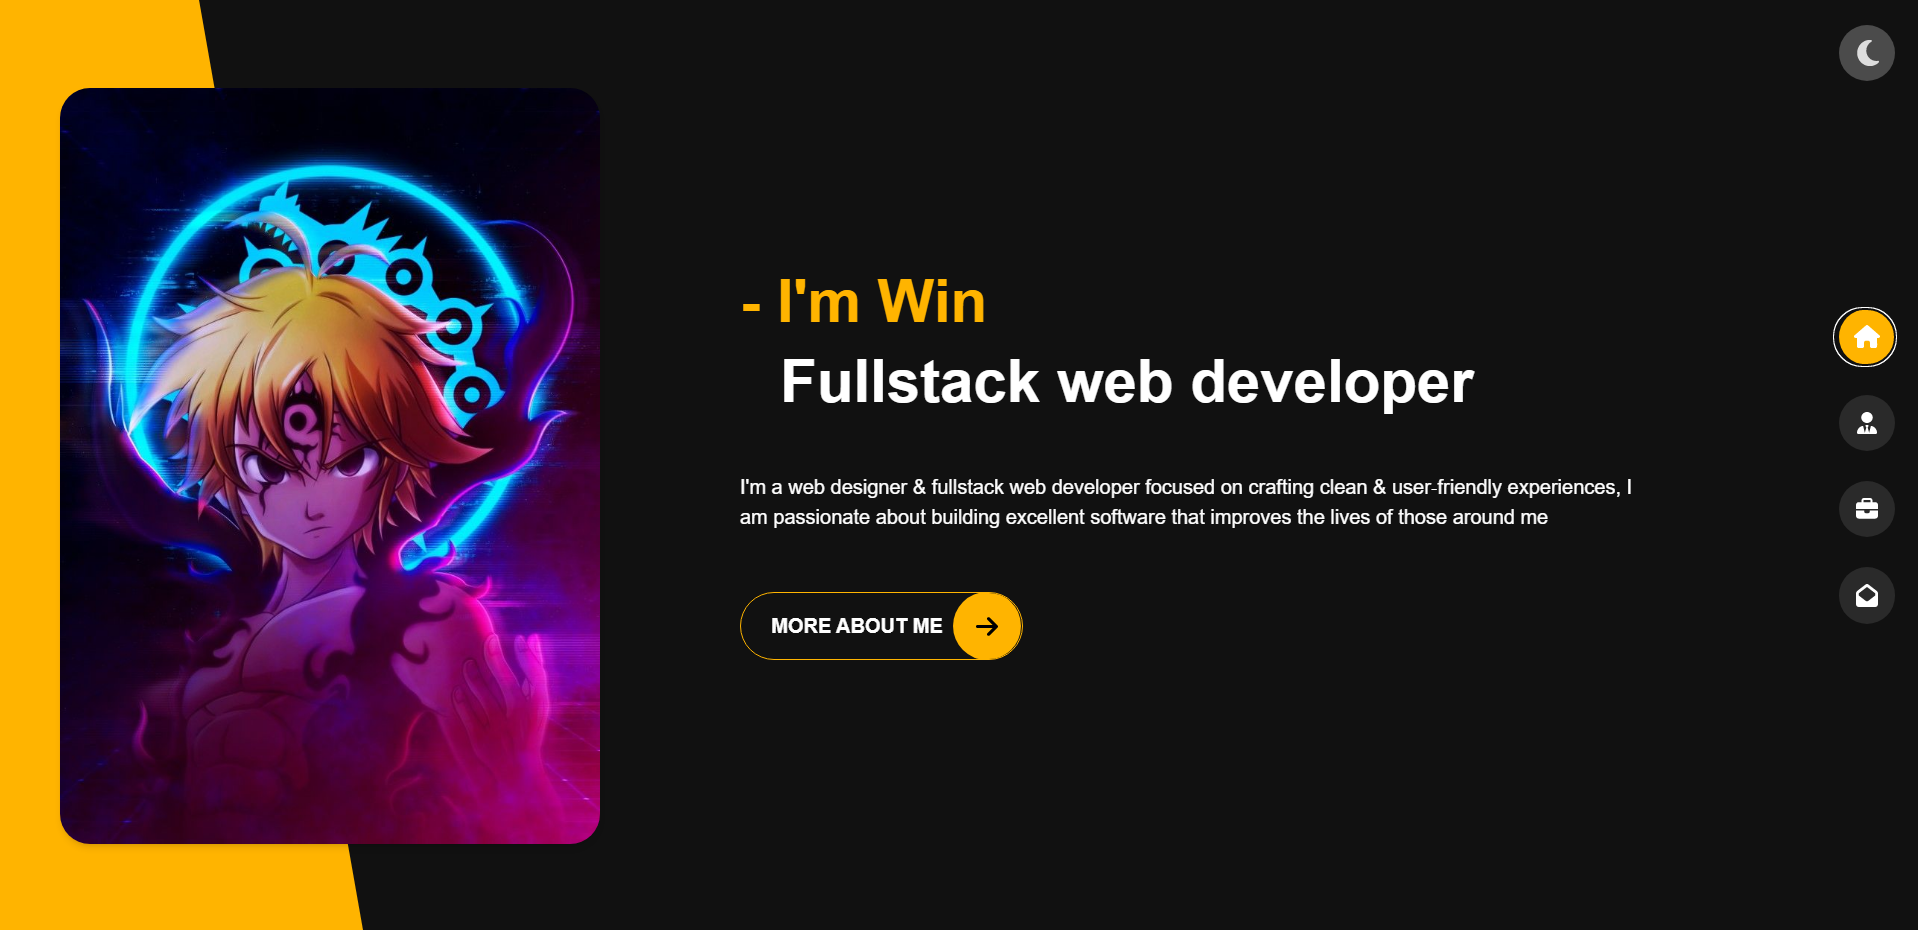 - I'm Win
Fullstack web developer
I'm a web designer & fullstack web developer focused on crafting clean & user-friendly experiences, I
am passionate about building excellent software that improves the lives of those around me
MORE ABOUT ME